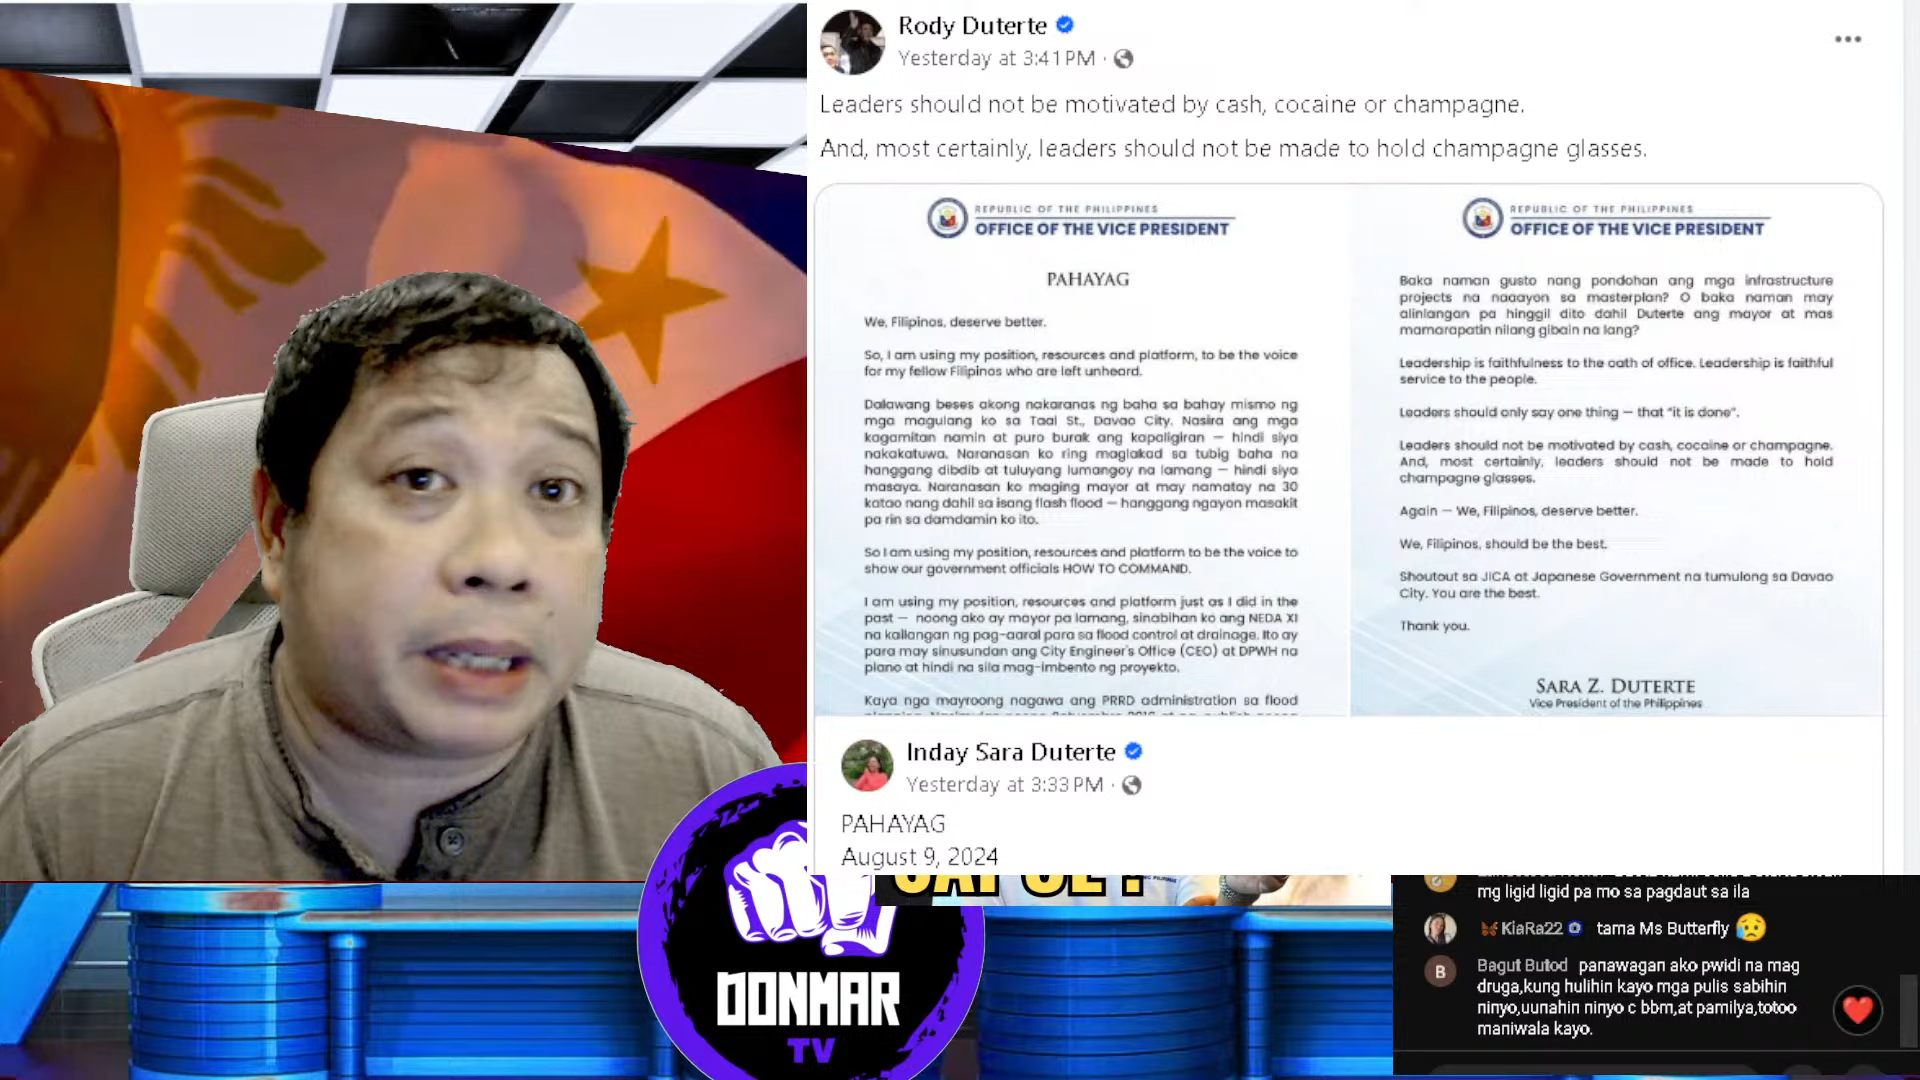 Rody Duterte
Yesterday at 3:41 PM ·
Leaders should not be motivated by cash, cocaine or champagne.
And, most certainly, leaders should not be made to hold champagne glasses.
REPUBLIC OF THE PHILIPPINES
OFFICE OF THE VICE PRESIDENT
PAHAYAG
We, Filipinos, deserve better.
So, I am using my position, resources and platform, to be the voice
for my fellow Filipinos who are left unheard.
Dalawang beses akong nakaranas ng baha sa bahay mismo ng
mga magulang ko sa Taal St., Davao City. Nasira ang mga
kagamitan namin at puro burak ang kapaligiran — hindi siya
nakakatuwa. Naranasan ko ring maglakad sa tubig baha na
hanggang dibdib at tuluyang lumangoy na lamang — hindi siya
masaya. Naranasan ko maging mayor at may namatay na 30
katao nang dahil sa isang flash flood — hanggang ngayon masakit
pa rin sa damdamin ko ito.
So I am using my position, resources and platform to be the voice to
show our government officials HOW TO COMMAND.
I am using my position, resources and platform just as I did in the
past — noong ako ay mayor pa lamang, sinabihan ko ang NEDA XI
na kailangan ng pag-aaral para sa flood control at drainage. Ito ay
para may sinusundan ang City Engineer's Office (CEO) at DPWH na
plano at hindi na sila mag-imbento ng proyekto.
Kaya nga mayroong nagawa ang PRRD administration sa flood
REPUBLIC OF THE PHILIPPINES
OFFICE OF THE VICE PRESIDENT
Baka naman gusto nang pondohan ang mga infrastructure
projects na naaayon sa masterplan? O baka naman may
alinlangan pa hinggil dito dahil Duterte ang mayor at mas
mamarapatin nilang gibain na lang?
Leadership is faithfulness to the oath of office. Leadership is faithful
service to the people.
Leaders should only say one thing — that "it is done".
Leaders should not be motivated by cash, cocaine or champagne.
And, most certainly, leaders should not be made to hold
champagne glasses.
Again — We, Filipinos, deserve better.
We, Filipinos, should be the best.
Shoutout sa JICA at Japanese Government na tumulong sa Davao
City. You are the best.
Thank you.
SARA Z. DUTERTE
Vice President of the Philippines
Inday Sara Duterte
Yesterday at 3:33 PM ·
PAHAYAG
August 9, 2024
DONMAR
TV
mg ligid ligid pa mo sa pagdaut sa ila
KiaRa22 tama Ms Butterfly 😥
B
Bagut Butod panawagan ako pwidi na mag
druga,kung hulihin kayo mga pulis sabihin
ninyo,uunahin ninyo c bbm,at pamilya,totoo
maniwala kayo.